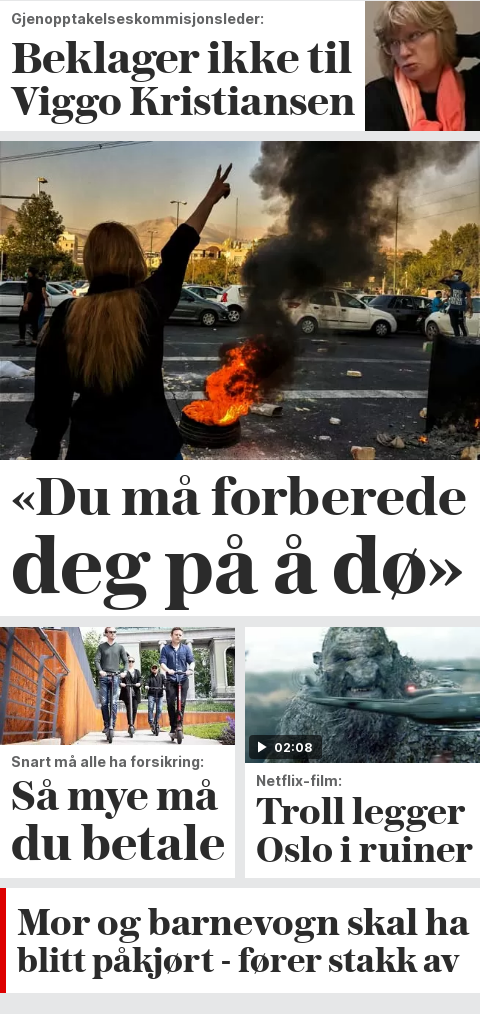 Gjenopptakelseskommisjonsleder:
Beklager ikke til
Viggo Kristiansen
«Du må forberede
deg på å dø»
Snart må alle ha forsikring:
Så mye må
du betale
02:08
Netflix-film:
Troll legger
Oslo i ruiner
Mor og barnevogn skal ha
blitt påkjørt - fører stakk av